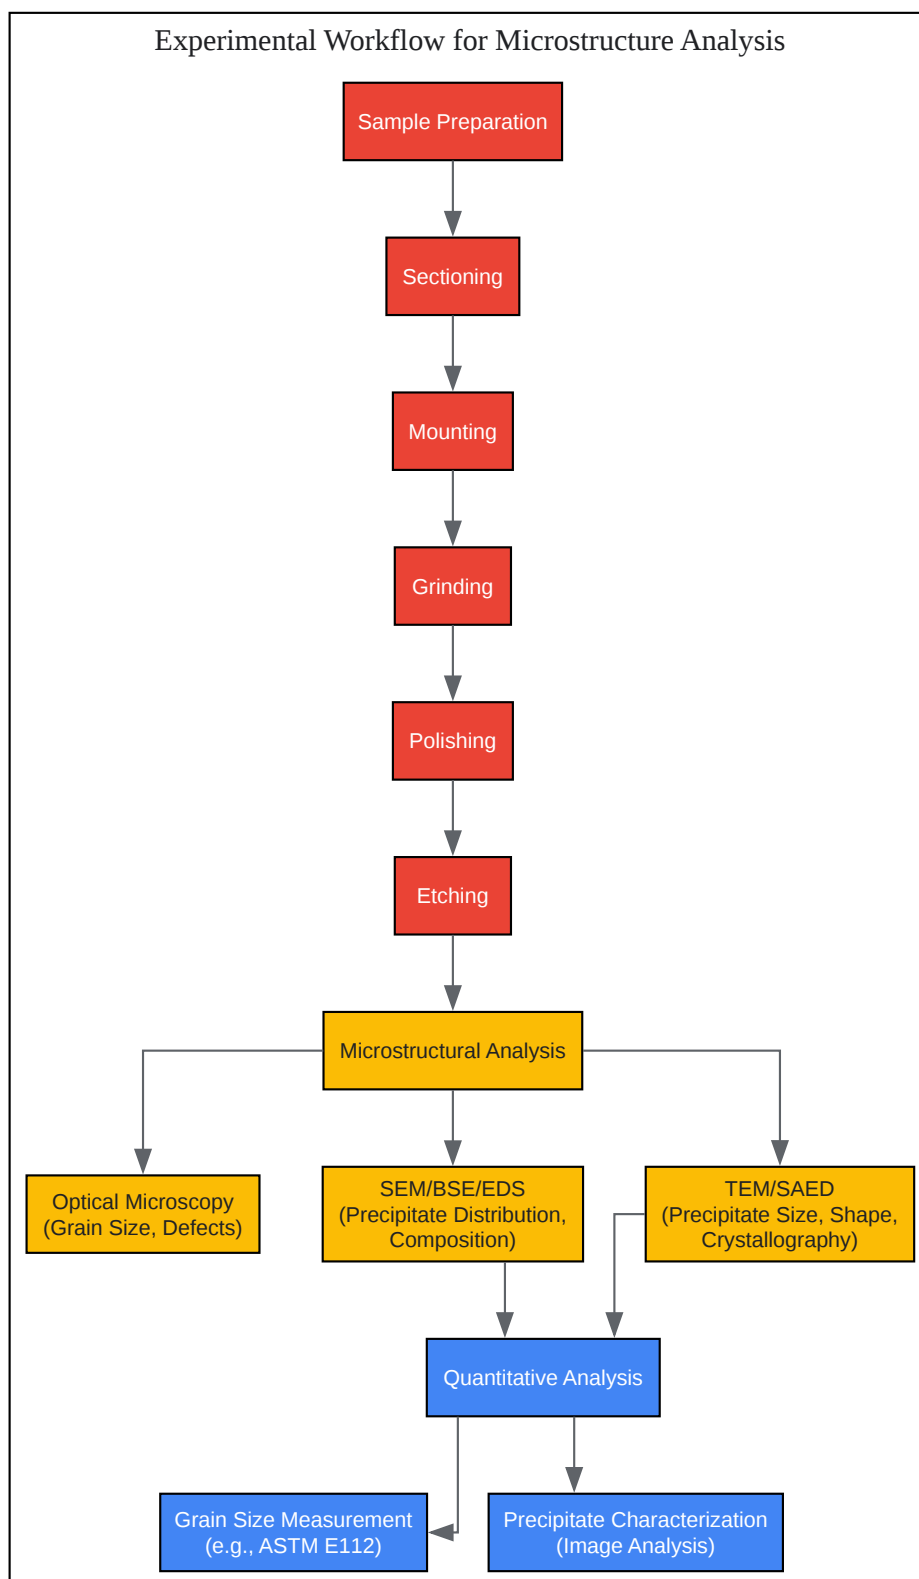 Experimental Workflow for Microstructure Analysis
Sample Preparation
Sectioning
Mounting
Grinding
Polishing
Etching
Microstructural Analysis
Optical Microscopy
(Grain Size, Defects)
SEM/BSE/EDS
(Precipitate Distribution,
Composition)
TEM/SAED
(Precipitate Size, Shape,
Crystallography)
Quantitative Analysis
Grain Size Measurement
(e.g., ASTM E112)
Precipitate Characterization
(Image Analysis)